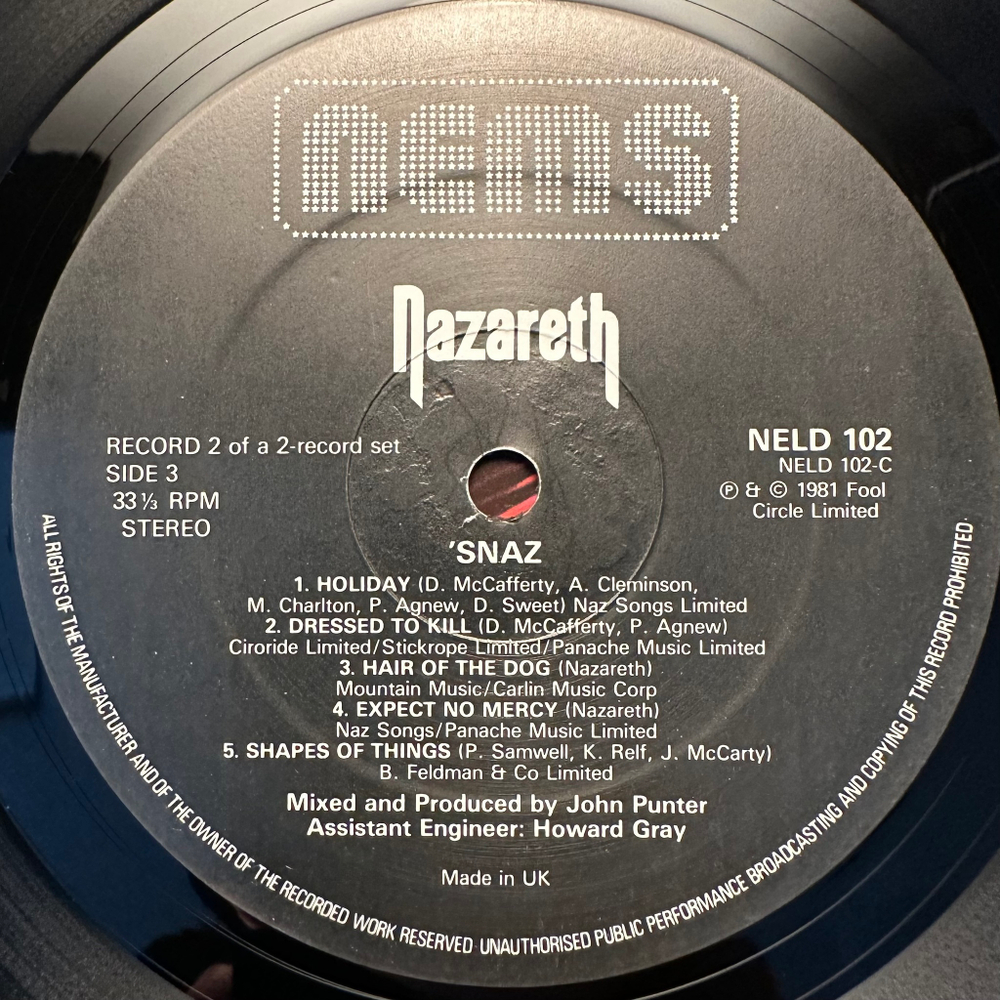 nems
Nazareth
RECORD 2 of a 2-record set
SIDE 3
33⅓ RPM
STEREO
NELD 102
NELD 102-C
℗ & © 1981 Fool
Circle Limited
'SNAZ
1. HOLIDAY (D. McCafferty, A. Cleminson,
M. Charlton, P. Agnew, D. Sweet) Naz Songs Limited
2. DRESSED TO KILL (D. McCafferty, P. Agnew)
Ciroride Limited/Stickrope Limited/Panache Music Limited
3. HAIR OF THE DOG (Nazareth)
Mountain Music/Carlin Music Corp
4. EXPECT NO MERCY (Nazareth)
Naz Songs/Panache Music Limited
5. SHAPES OF THINGS (P. Samwell, K. Relf, J. McCarty)
B. Feldman & Co Limited
Mixed and Produced by John Punter
Assistant Engineer: Howard Gray
Made in UK
ALL RIGHTS OF THE MANUFACTURER AND OF THE OWNER OF THE RECORDED WORK RESERVED UNAUTHORISED PUBLIC PERFORMANCE BROADCASTING AND COPYING OF THIS RECORD PROHIBITED.